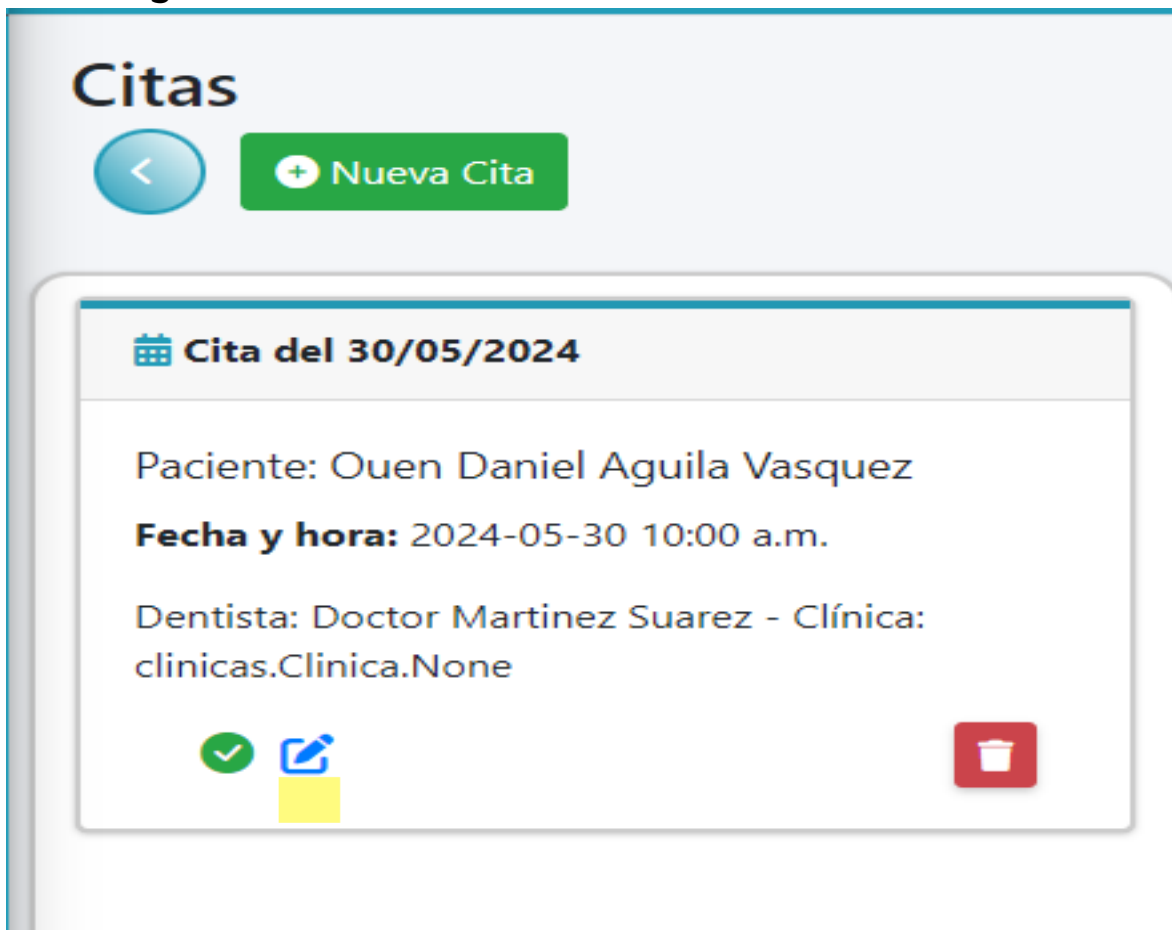 Citas
Nueva Cita
Cita del 30/05/2024
Paciente: Ouen Daniel Aguila Vasquez
Fecha y hora: 2024-05-30 10:00 a.m.
Dentista: Doctor Martinez Suarez - Clínica:
clinicas.Clinica.None